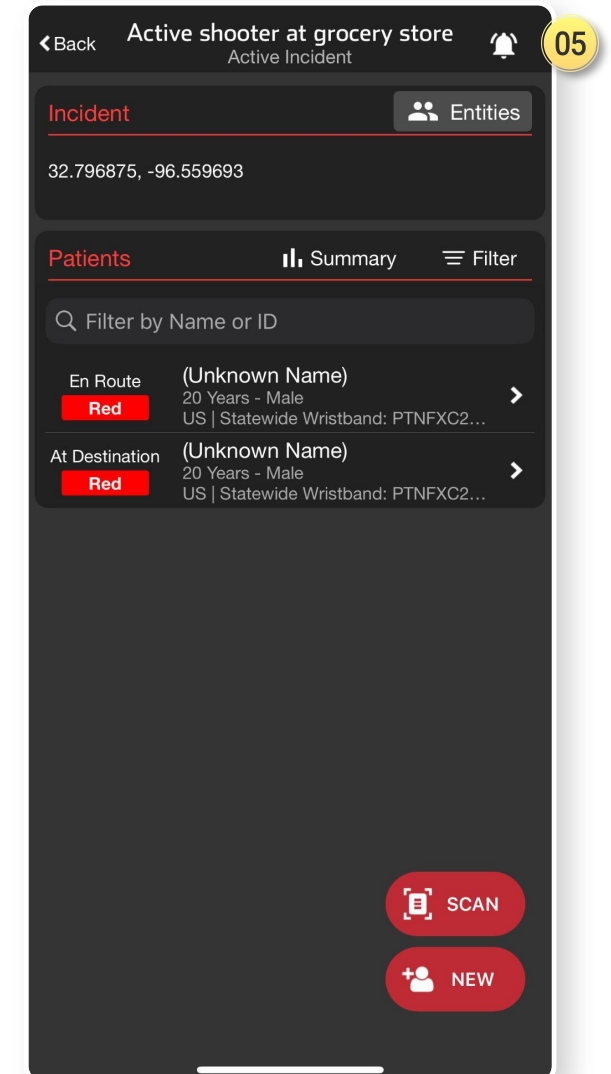 Back
Active shooter at grocery store
Active Incident
05
Incident
Entities
32.796875, -96.559693
Patients
Summary
Filter
Filter by Name or ID
En Route
Red
(Unknown Name)
20 Years - Male
US | Statewide Wristband: PTNFXC2...
At Destination
Red
(Unknown Name)
20 Years - Male
US | Statewide Wristband: PTNFXC2...
SCAN
NEW